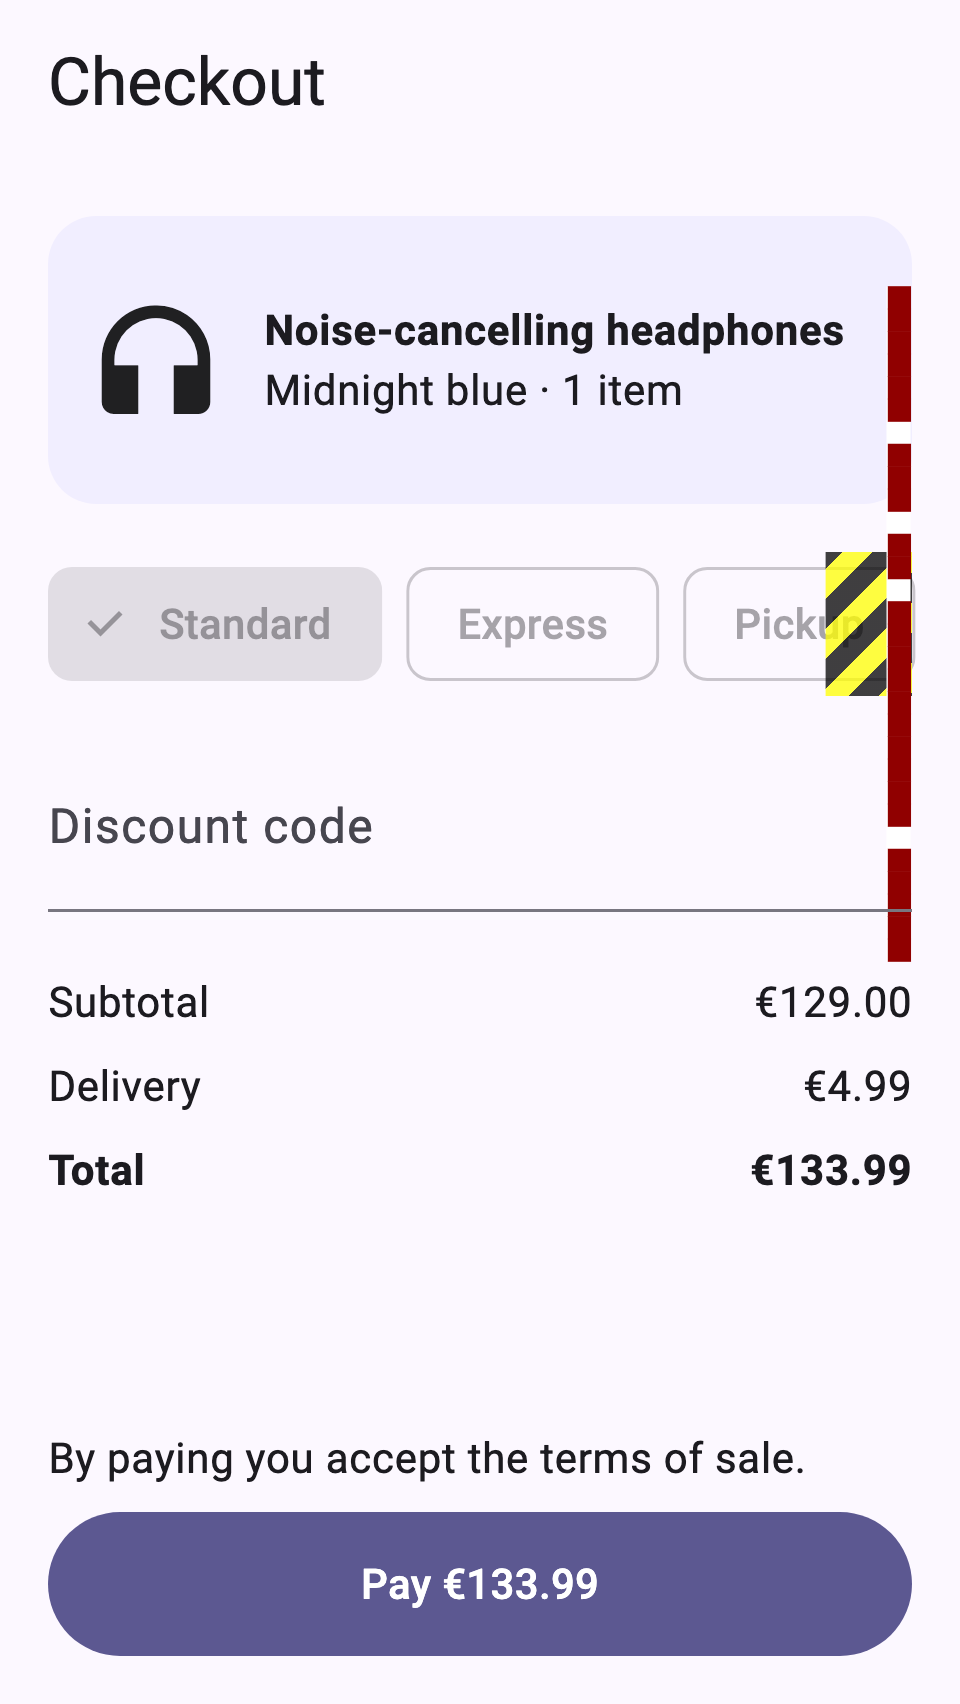 Checkout
Noise-cancelling headphones
Midnight blue · 1 item
Standard
Express
Pickup
Discount code
Subtotal
€129.00
Delivery
€4.99
Total
€133.99
By paying you accept the terms of sale.
Pay €133.99